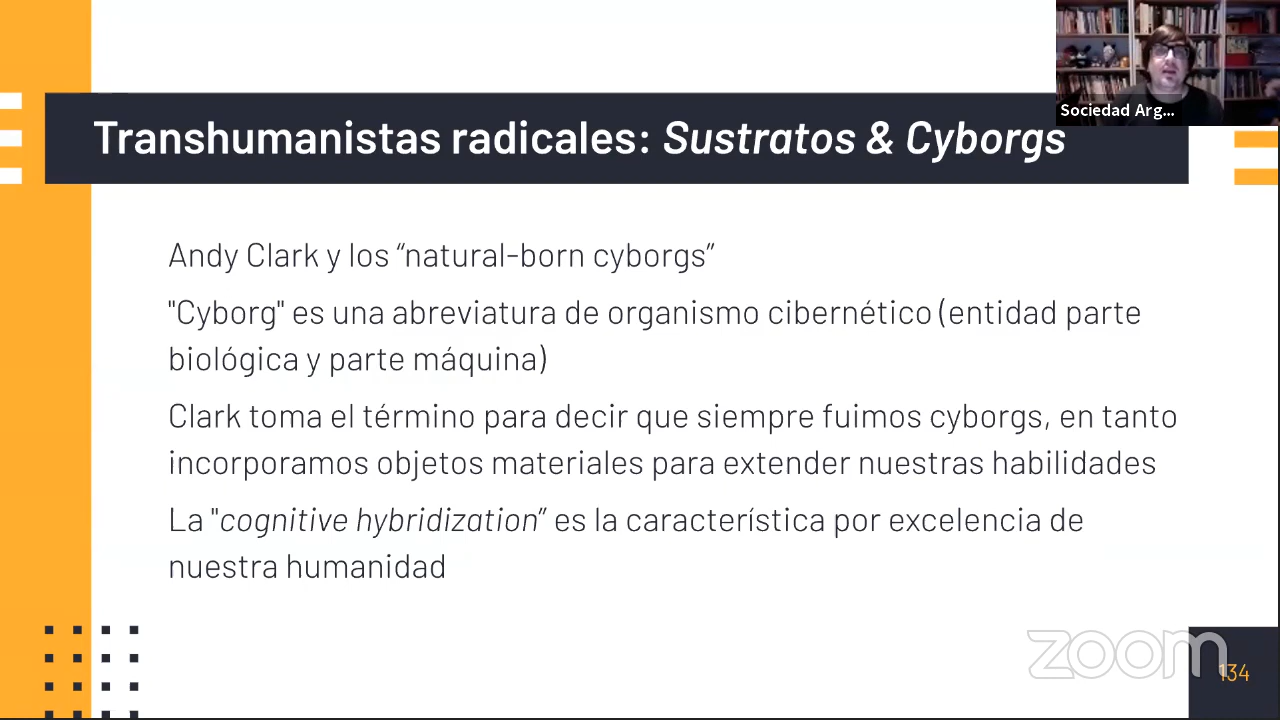 Sociedad Arg...
Transhumanistas radicales: Sustratos & Cyborgs
Andy Clark y los “natural-born cyborgs”
"Cyborg" es una abreviatura de organismo cibernético (entidad parte
biológica y parte máquina)
Clark toma el término para decir que siempre fuimos cyborgs, en tanto
incorporamos objetos materiales para extender nuestras habilidades
La "cognitive hybridization” es la característica por excelencia de
nuestra humanidad
zoom
134